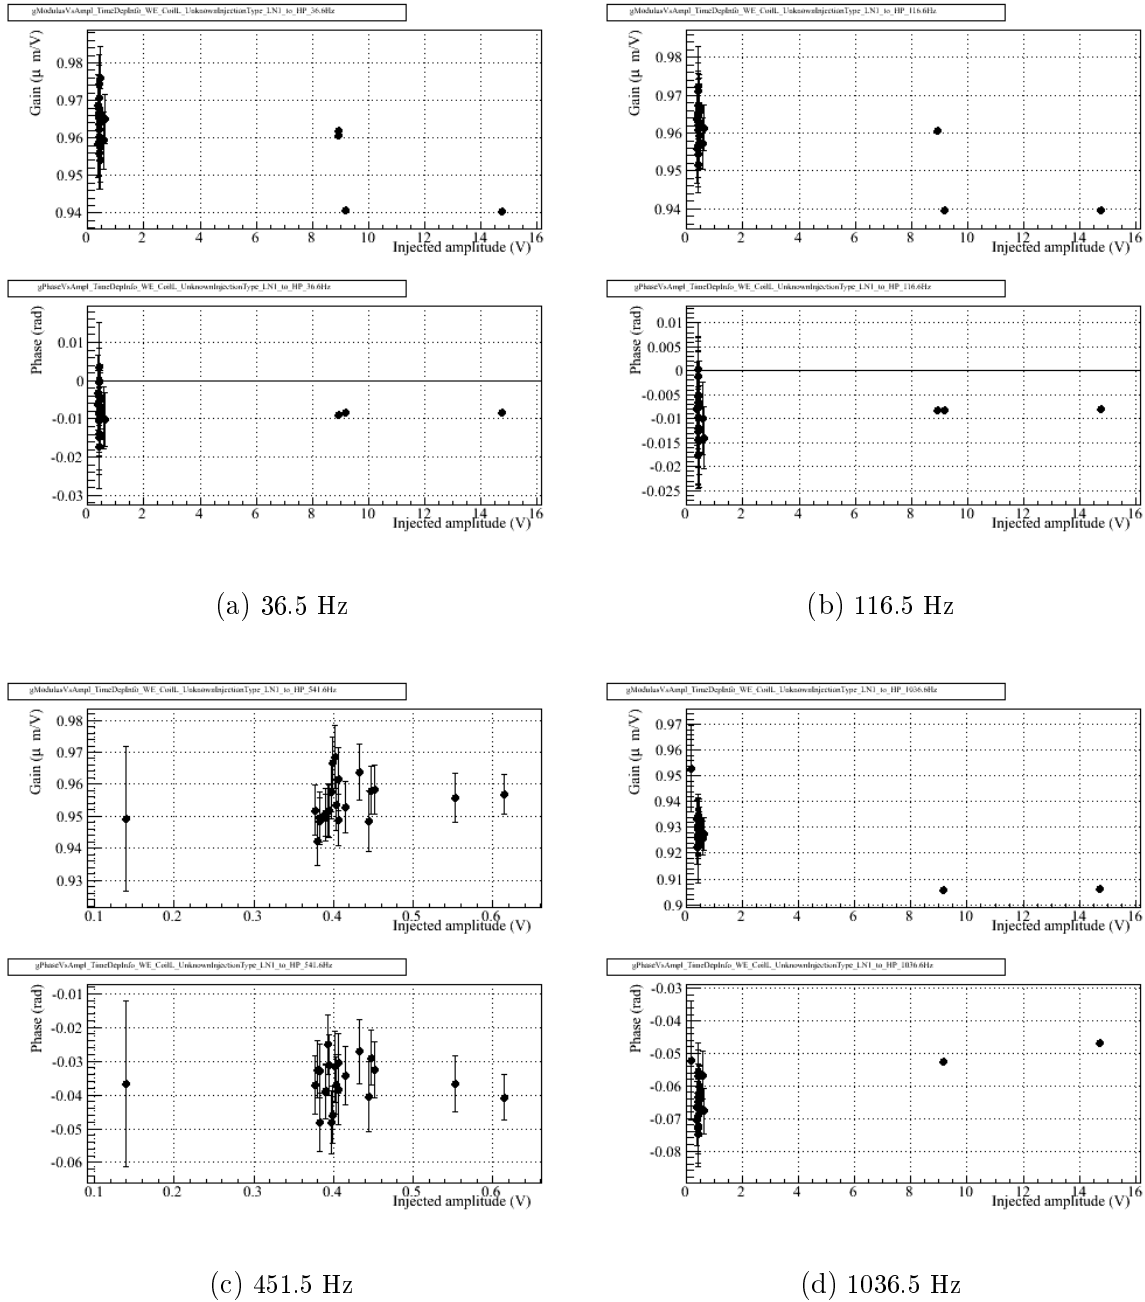 gModulusVsAmpl_TimeDepInfo_WE_CoilL_UnknownInjectionType_LN1_to_HP_36.6Hz
Gain (μ m/V)
0.98
0.97
0.96
0.95
0.94
0 2 4 6 8 10 12 14 16
Injected amplitude (V)
gPhaseVsAmpl_TimeDepInfo_WE_CoilL_UnknownInjectionType_LN1_to_HP_36.6Hz
Phase (rad)
0.01
0
-0.01
-0.02
-0.03
0 2 4 6 8 10 12 14 16
Injected amplitude (V)
(a) 36.5 Hz
gModulusVsAmpl_TimeDepInfo_WE_CoilL_UnknownInjectionType_LN1_to_HP_116.6Hz
Gain (μ m/V)
0.98
0.97
0.96
0.95
0.94
0 2 4 6 8 10 12 14 16
Injected amplitude (V)
gPhaseVsAmpl_TimeDepInfo_WE_CoilL_UnknownInjectionType_LN1_to_HP_116.6Hz
Phase (rad)
0.01
0.005
0
-0.005
-0.01
-0.015
-0.02
-0.025
0 2 4 6 8 10 12 14 16
Injected amplitude (V)
(b) 116.5 Hz
gModulusVsAmpl_TimeDepInfo_WE_CoilL_UnknownInjectionType_LN1_to_HP_541.6Hz
Gain (μ m/V)
0.98
0.97
0.96
0.95
0.94
0.93
0.1 0.2 0.3 0.4 0.5 0.6
Injected amplitude (V)
gPhaseVsAmpl_TimeDepInfo_WE_CoilL_UnknownInjectionType_LN1_to_HP_541.6Hz
Phase (rad)
-0.01
-0.02
-0.03
-0.04
-0.05
-0.06
0.1 0.2 0.3 0.4 0.5 0.6
Injected amplitude (V)
(c) 451.5 Hz
gModulusVsAmpl_TimeDepInfo_WE_CoilL_UnknownInjectionType_LN1_to_HP_1036.6Hz
Gain (μ m/V)
0.97
0.96
0.95
0.94
0.93
0.92
0.91
0.9
0 2 4 6 8 10 12 14 16
Injected amplitude (V)
gPhaseVsAmpl_TimeDepInfo_WE_CoilL_UnknownInjectionType_LN1_to_HP_1036.6Hz
Phase (rad)
-0.03
-0.04
-0.05
-0.06
-0.07
-0.08
0 2 4 6 8 10 12 14 16
Injected amplitude (V)
(d) 1036.5 Hz